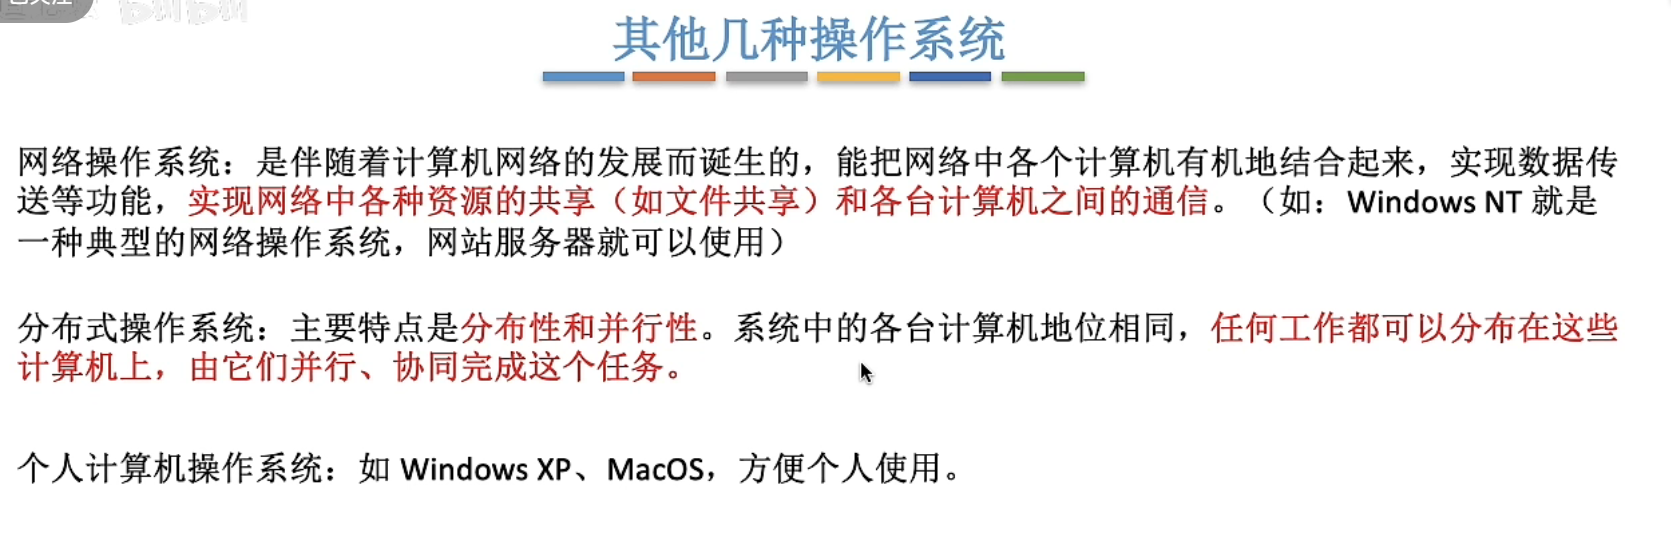 其他几种操作系统
网络操作系统：是伴随着计算机网络的发展而诞生的，能把网络中各个计算机有机地结合起来，实现数据传
送等功能，实现网络中各种资源的共享（如文件共享）和各台计算机之间的通信。（如：Windows NT 就是
一种典型的网络操作系统，网站服务器就可以使用）
分布式操作系统：主要特点是分布性和并行性。系统中的各台计算机地位相同，任何工作都可以分布在这些
计算机上，由它们并行、协同完成这个任务。
个人计算机操作系统：如 Windows XP、MacOS，方便个人使用。